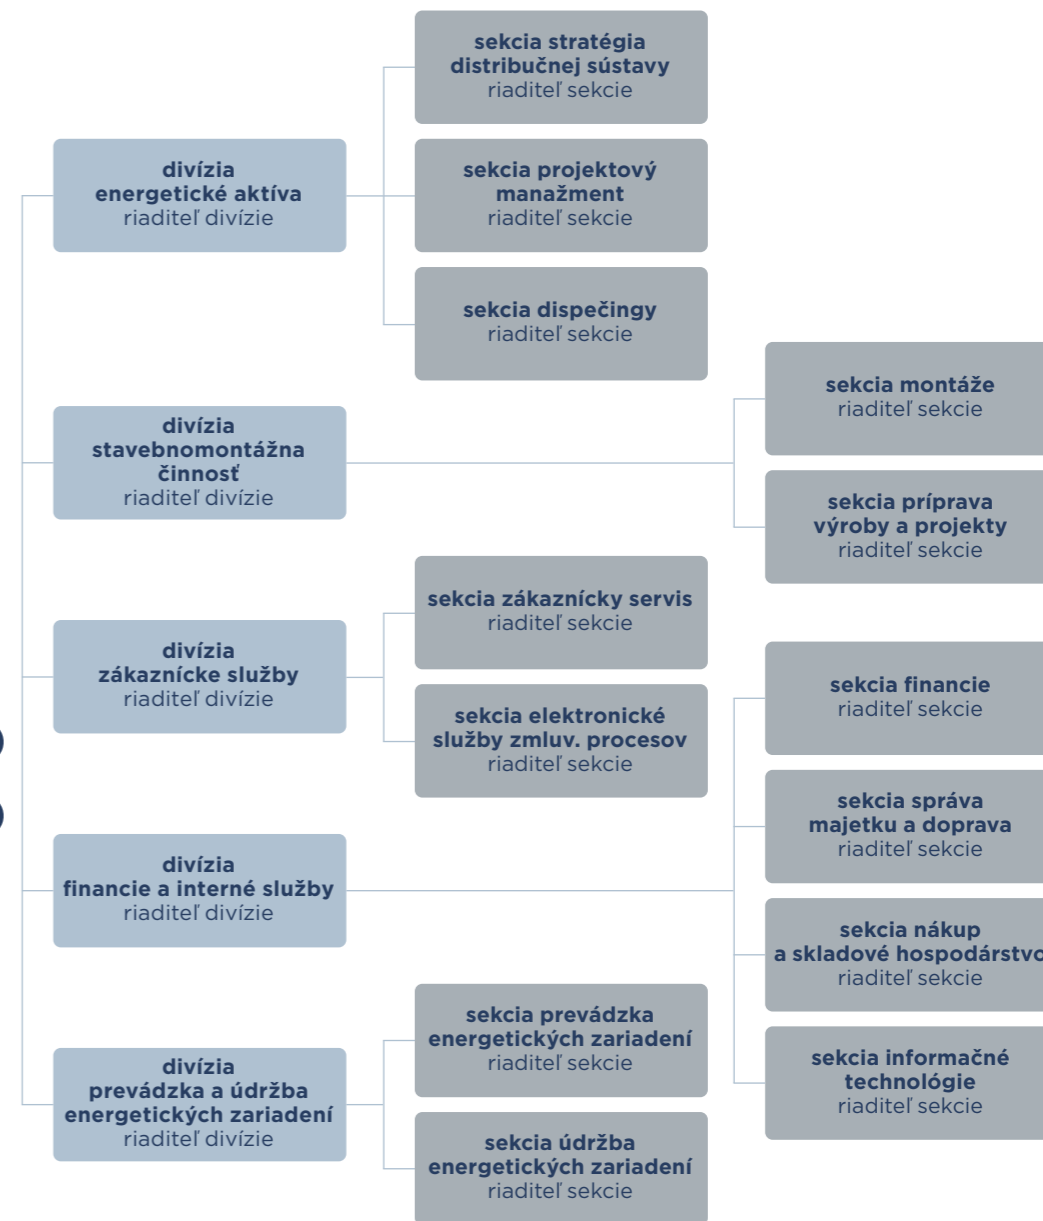 divízia
energetické aktíva
riaditeľ divízie
sekcia stratégia
distribučnej sústavy
riaditeľ sekcie
sekcia projektový
manažment
riaditeľ sekcie
sekcia dispečingy
riaditeľ sekcie
divízia
stavebnomontážna
činnosť
riaditeľ divízie
sekcia montáže
riaditeľ sekcie
sekcia príprava
výroby a projekty
riaditeľ sekcie
divízia
zákaznícke služby
riaditeľ divízie
sekcia zákaznícky servis
riaditeľ sekcie
sekcia elektronické
služby zmluv. procesov
riaditeľ sekcie
divízia
financie a interné služby
riaditeľ divízie
sekcia financie
riaditeľ sekcie
sekcia správa
majetku a doprava
riaditeľ sekcie
sekcia nákup
a skladové hospodárstvo
riaditeľ sekcie
sekcia informačné
technológie
riaditeľ sekcie
divízia
prevádzka a údržba
energetických zariadení
riaditeľ divízie
sekcia prevádzka
energetických zariadení
riaditeľ sekcie
sekcia údržba
energetických zariadení
riaditeľ sekcie